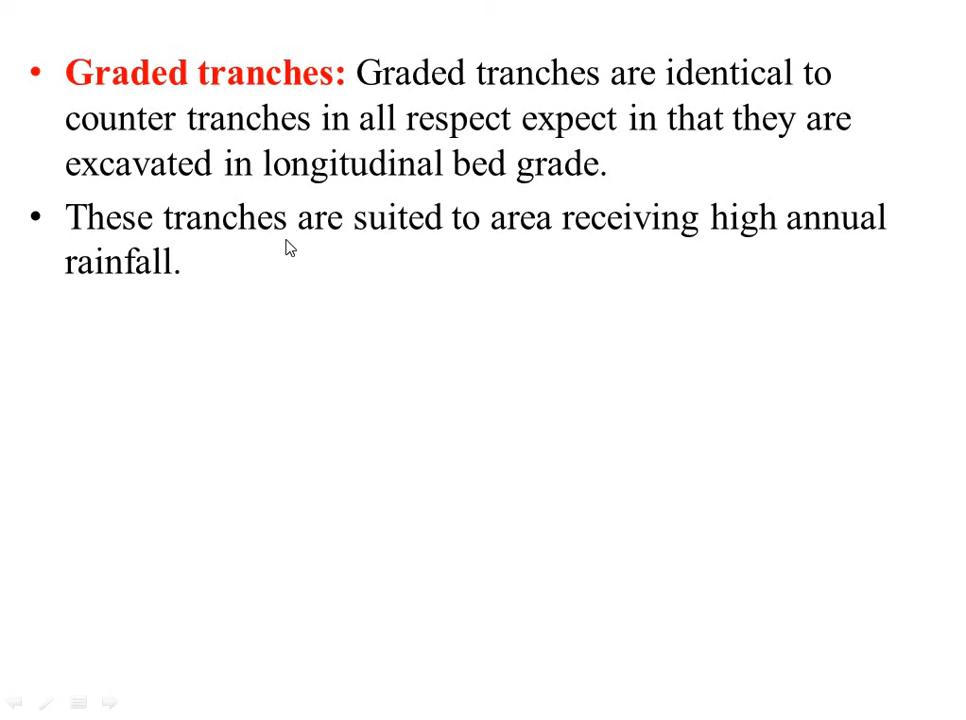 • Graded tranches: Graded tranches are identical to
counter tranches in all respect expect in that they are
excavated in longitudinal bed grade.
• These tranches are suited to area receiving high annual
rainfall.